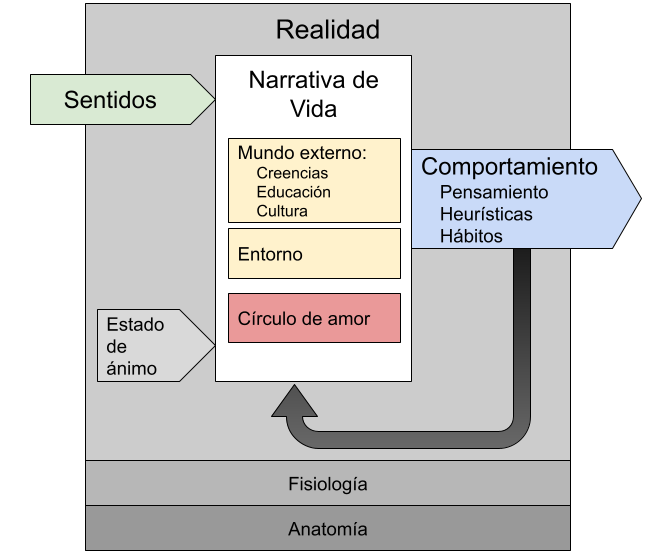 Realidad
Sentidos
Narrativa de
Vida
Mundo externo:
Creencias
Educación
Cultura
Entorno
Círculo de amor
Comportamiento
Pensamiento
Heurísticas
Hábitos
Estado
de
ánimo
Fisiología
Anatomía